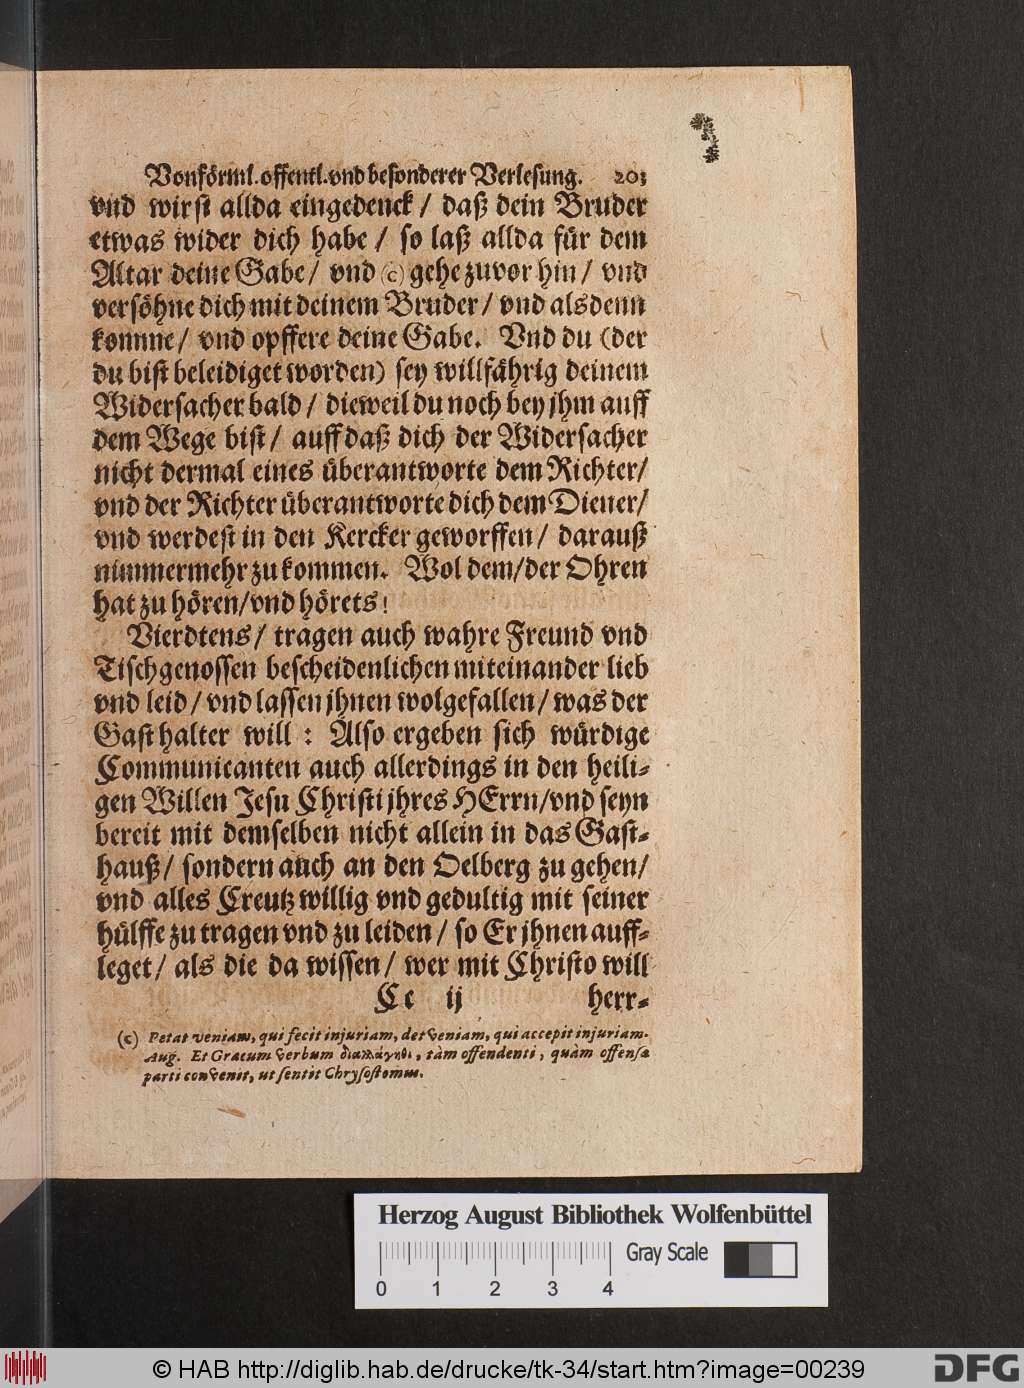 Von förml. offentl. vnd besonderer Verlesung. 203
vnd wirst allda eingedenck / daß dein Bruder
etwas wider dich habe / so laß allda für dem
Altar deine Gabe / vnd (c) gehe zuvor hin / vnd
versöhne dich mit deinem Bruder / vnd alsdenn
komme / vnd opffere deine Gabe. Vnd du (der
du bist beleidiget worden) sey willfährig deinem
Widersacher bald / dieweil du noch bey jhm auff
dem Wege bist / auff daß dich der Widersacher
nicht dermal eines überantworte dem Richter /
vnd der Richter überantworte dich dem Diener /
vnd werdest in den Kercker geworffen / darauß
nimmermehr zu kommen. Wol dem / der Ohren
hat zu hören / vnd hörets!
Vierdtens / tragen auch wahre Freund vnd
Tischgenossen bescheidenlichen miteinander lieb
vnd leid / vnd lassen jhnen wolgefallen / was der
Gasthalter will : Also ergeben sich würdige
Communicanten auch allerdings in den heili-
gen Willen Jesu Christi jhres HErrn / vnd seyn
bereit mit demselben nicht allein in das Gast-
hauß / sondern auch an den Oelberg zu gehen /
vnd alles Creutz willig vnd gedultig mit seiner
hülffe zu tragen vnd zu leiden / so Er jhnen auff-
leget / als die da wissen / wer mit Christo will
Cc ij herr-
(c) Petat veniam, qui fecit injuriam, det veniam, qui accepit injuriam.
Aug. Et Græcum verbum διαλλάγηθι, tàm offendenti, quàm offensæ
parti convenit, ut sentit Chrysostomus.
Herzog August Bibliothek Wolfenbüttel
Gray Scale
0 1 2 3 4
© HAB http://diglib.hab.de/drucke/tk-34/start.htm?image=00239
DFG